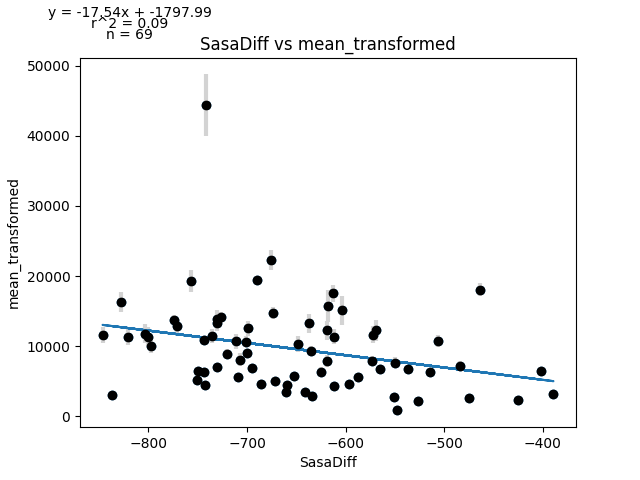 y = -17.54x + -1797.99
r^2 = 0.09
n = 69
SasaDiff vs mean_transformed
50000
40000
30000
20000
10000
0
mean_transformed
−800
−700
−600
−500
−400
SasaDiff